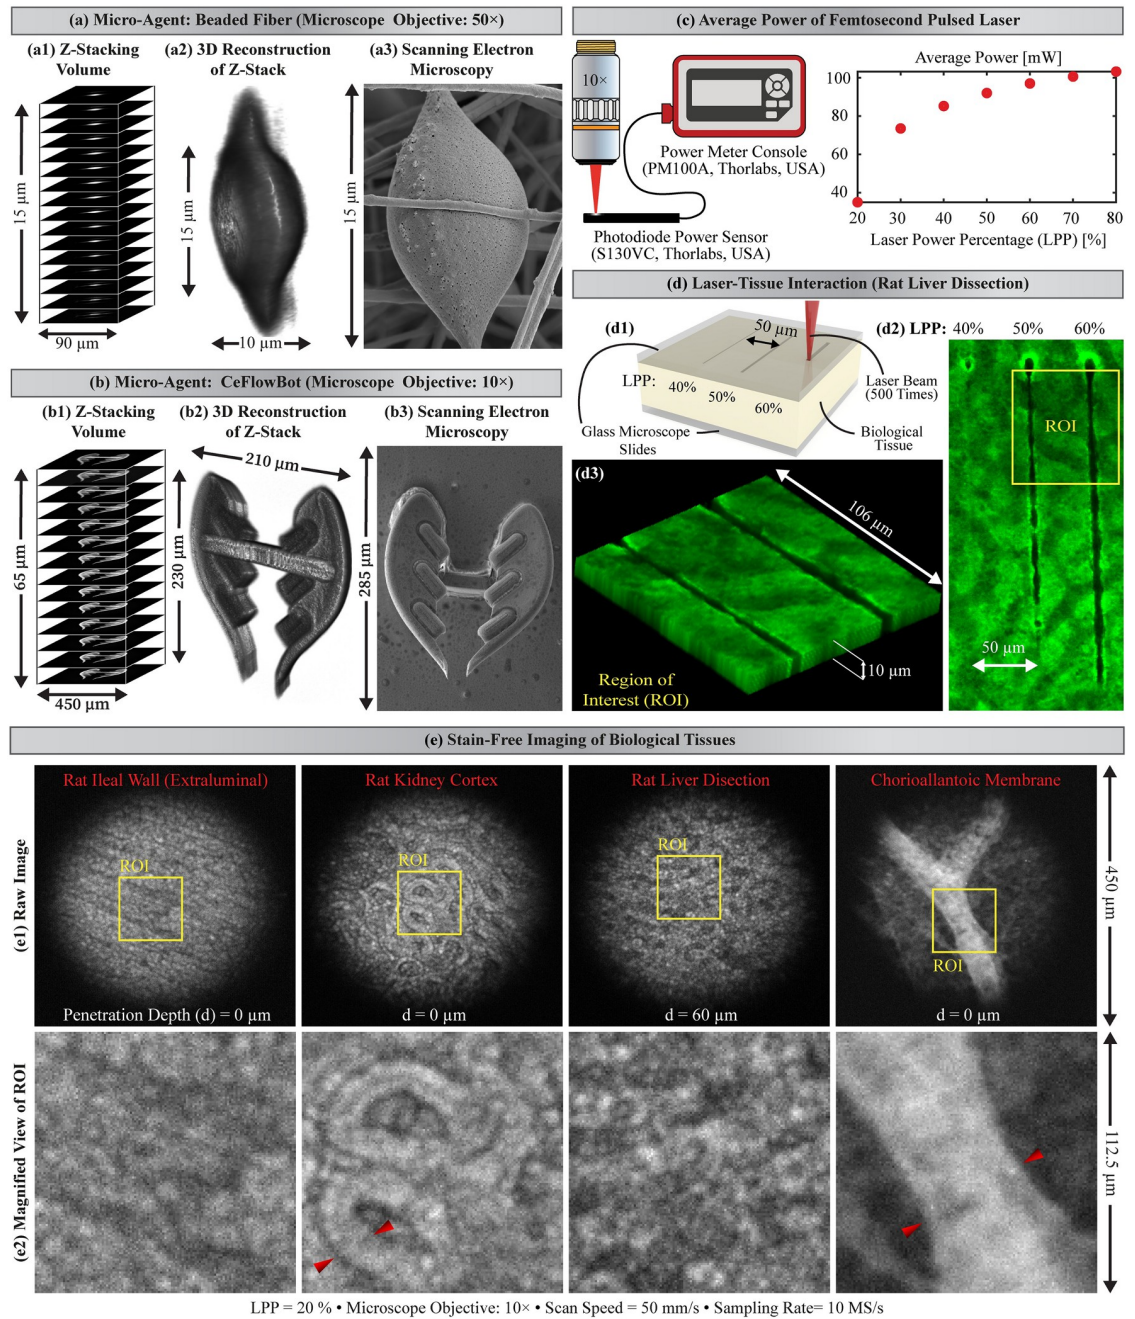 (a) Micro-Agent: Beaded Fiber (Microscope Objective: 50×)
(a1) Z-Stacking
Volume
(a2) 3D Reconstruction
of Z-Stack
(a3) Scanning Electron
Microscopy
15 µm
90 µm
15 µm
10 µm
15 µm
(b) Micro-Agent: CeFlowBot (Microscope Objective: 10×)
(b1) Z-Stacking
Volume
(b2) 3D Reconstruction
of Z-Stack
(b3) Scanning Electron
Microscopy
65 µm
450 µm
210 µm
230 µm
285 µm
(c) Average Power of Femtosecond Pulsed Laser
10×
Power Meter Console
(PM100A, Thorlabs, USA)
Photodiode Power Sensor
(S130VC, Thorlabs, USA)
Average Power [mW]
100
80
60
40
20 30 40 50 60 70 80
Laser Power Percentage (LPP) [%]
(d) Laser-Tissue Interaction (Rat Liver Dissection)
(d1)
50 µm
LPP:
40%
50%
60%
Laser Beam
(500 Times)
Glass Microscope
Slides
Biological
Tissue
(d2) LPP: 40% 50% 60%
ROI
50 µm
(d3)
106 µm
10 µm
Region of
Interest (ROI)
(e) Stain-Free Imaging of Biological Tissues
(e1) Raw Image
Rat Ileal Wall (Extraluminal)
ROI
Penetration Depth (d) = 0 µm
Rat Kidney Cortex
ROI
d = 0 µm
Rat Liver Disection
ROI
d = 60 µm
Chorioallantoic Membrane
ROI
d = 0 µm
450 µm
(e2) Magnified View of ROI
112.5 µm
LPP = 20 % • Microscope Objective: 10× • Scan Speed = 50 mm/s • Sampling Rate= 10 MS/s